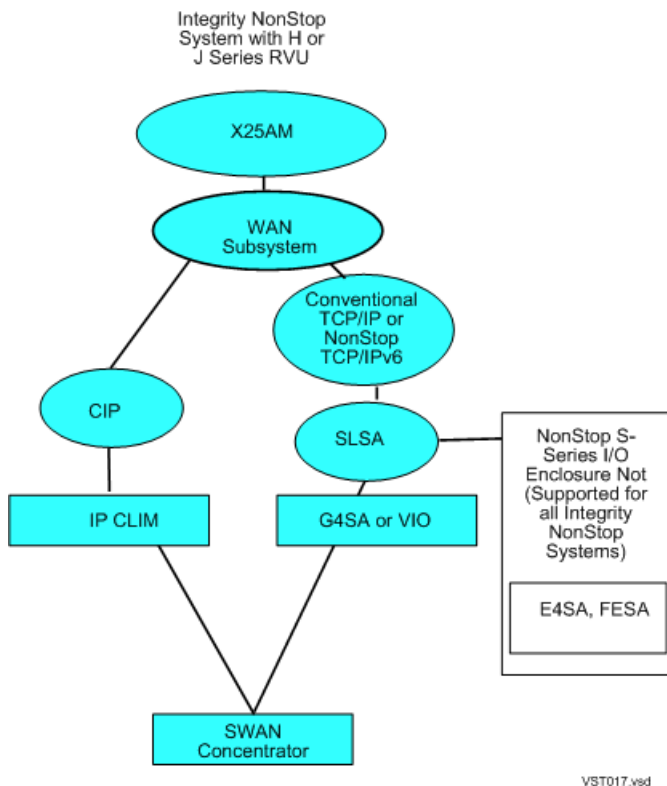 Integrity NonStop
System with H or
J Series RVU
X25AM
WAN
Subsystem
Conventional
TCP/IP or
NonStop
TCP/IPv6
CIP
SLSA
NonStop S-
Series I/O
Enclosure Not
(Supported for
all Integrity
NonStop
Systems)
IP CLIM
G4SA or VIO
E4SA, FESA
SWAN
Concentrator
VST017.vsd